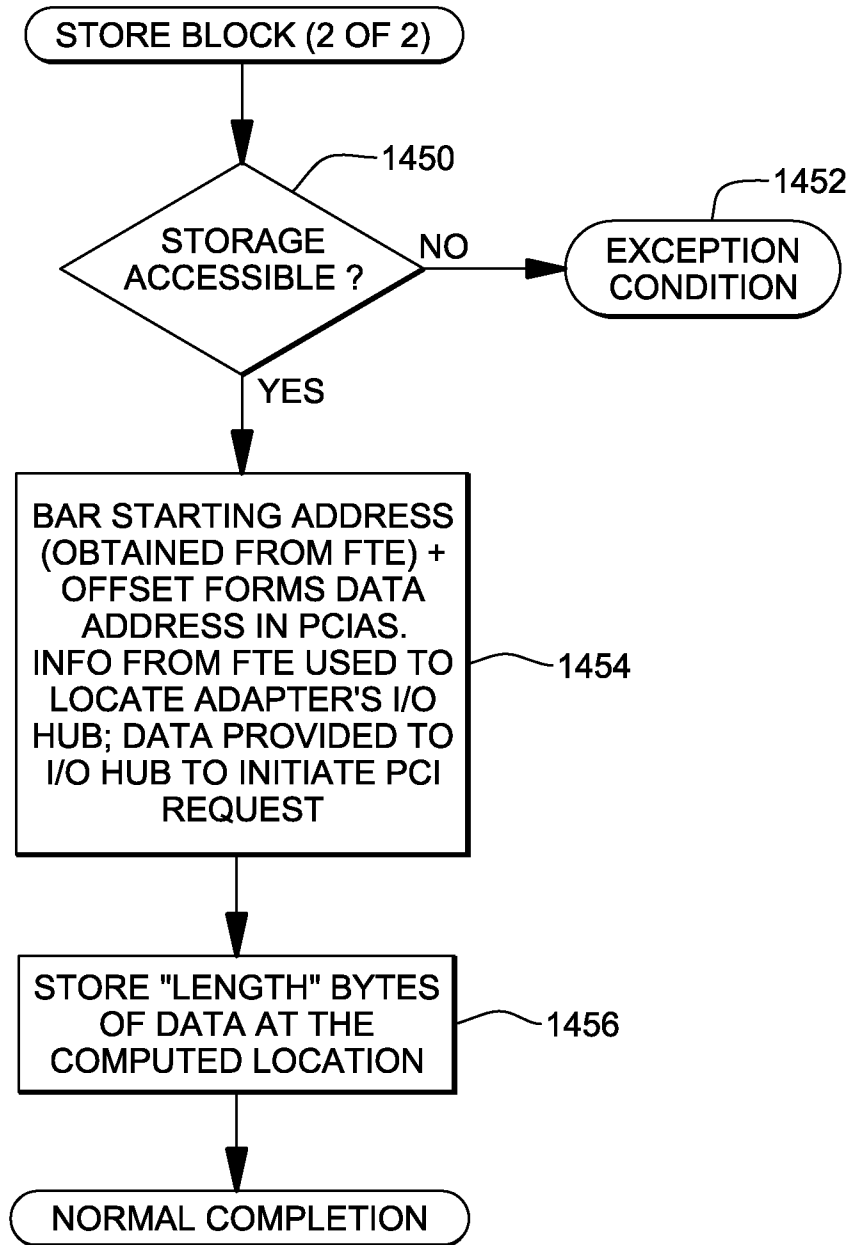 STORE BLOCK (2 OF 2)
1450
1452
STORAGE
ACCESSIBLE ?
NO
EXCEPTION
CONDITION
YES
BAR STARTING ADDRESS
(OBTAINED FROM FTE) +
OFFSET FORMS DATA
ADDRESS IN PCIAS.
INFO FROM FTE USED TO
LOCATE ADAPTER'S I/O
HUB; DATA PROVIDED TO
I/O HUB TO INITIATE PCI
REQUEST
1454
STORE "LENGTH" BYTES
OF DATA AT THE
COMPUTED LOCATION
1456
NORMAL COMPLETION